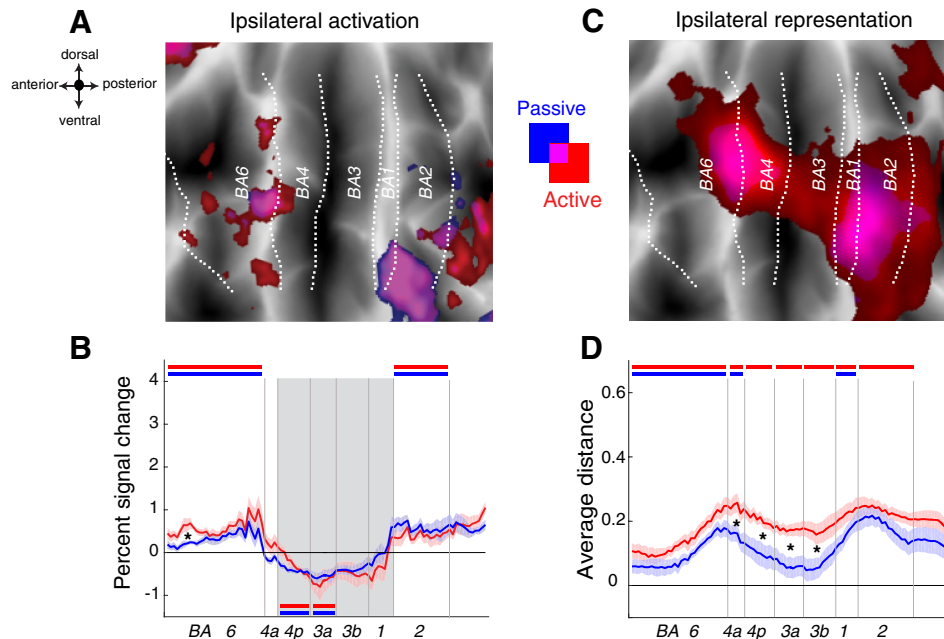 A
Ipsilateral activation
dorsal
anterior
posterior
ventral
BA6
BA4
BA3
BA1
BA2
Passive
Active
C
Ipsilateral representation
BA6
BA4
BA3
BA1
BA2
B
Percent signal change
4
3
2
1
0
-1
*
BA 6 4a 4p 3a 3b 1 2
D
Average distance
0.6
0.4
0.2
0
* * * *
BA 6 4a 4p 3a 3b 1 2